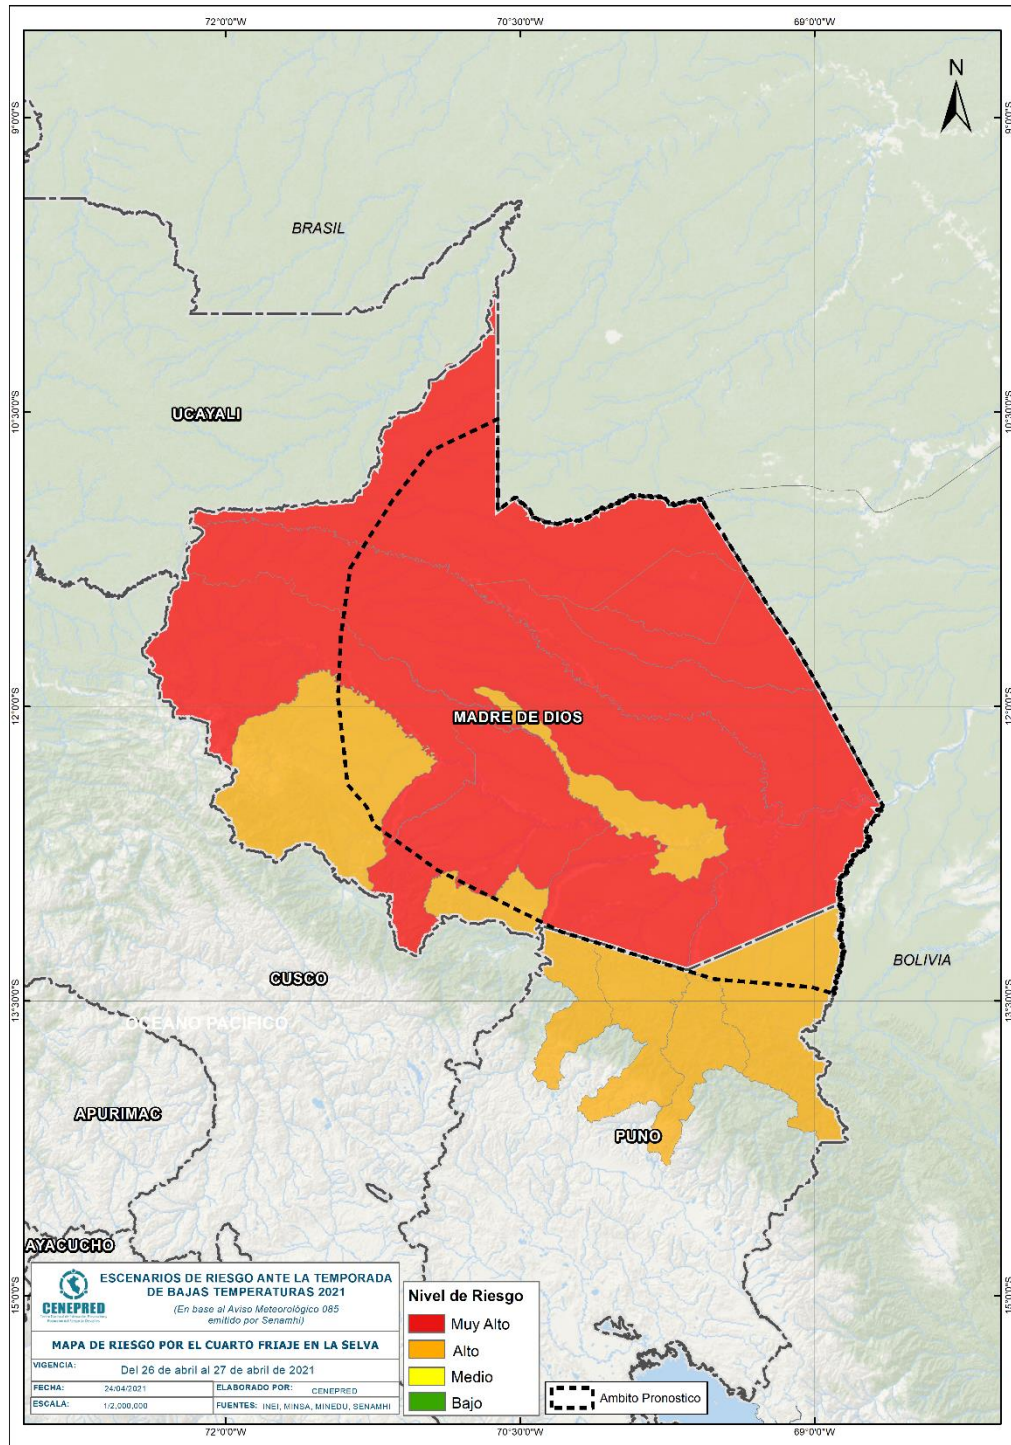 72°0'0"W
70°30'0"W
69°0'0"W
N
9°0'0"S
9°0'0"S
BRASIL
10°30'0"S
UCAYALI
10°30'0"S
12°0'0"S
MADRE DE DIOS
12°0'0"S
BOLIVIA
CUSCO
13°30'0"S
OCEANO PACIFICO
13°30'0"S
APURIMAC
PUNO
AYACUCHO
15°0'0"S
15°0'0"S
CENEPRED
ESCENARIOS DE RIESGO ANTE LA TEMPORADA
DE BAJAS TEMPERATURAS 2021
(En base al Aviso Meteorológico 085
emitido por Senamhi)
MAPA DE RIESGO POR EL CUARTO FRIAJE EN LA SELVA
VIGENCIA:
Del 26 de abril al 27 de abril de 2021
FECHA: 24/04/2021 ELABORADO POR: CENEPRED
ESCALA: 1/2,000,000 FUENTES: INEI, MINSA, MINEDU, SENAMHI
Nivel de Riesgo
Muy Alto
Alto
Medio
Bajo
Ambito Pronostico
72°0'0"W
70°30'0"W
69°0'0"W